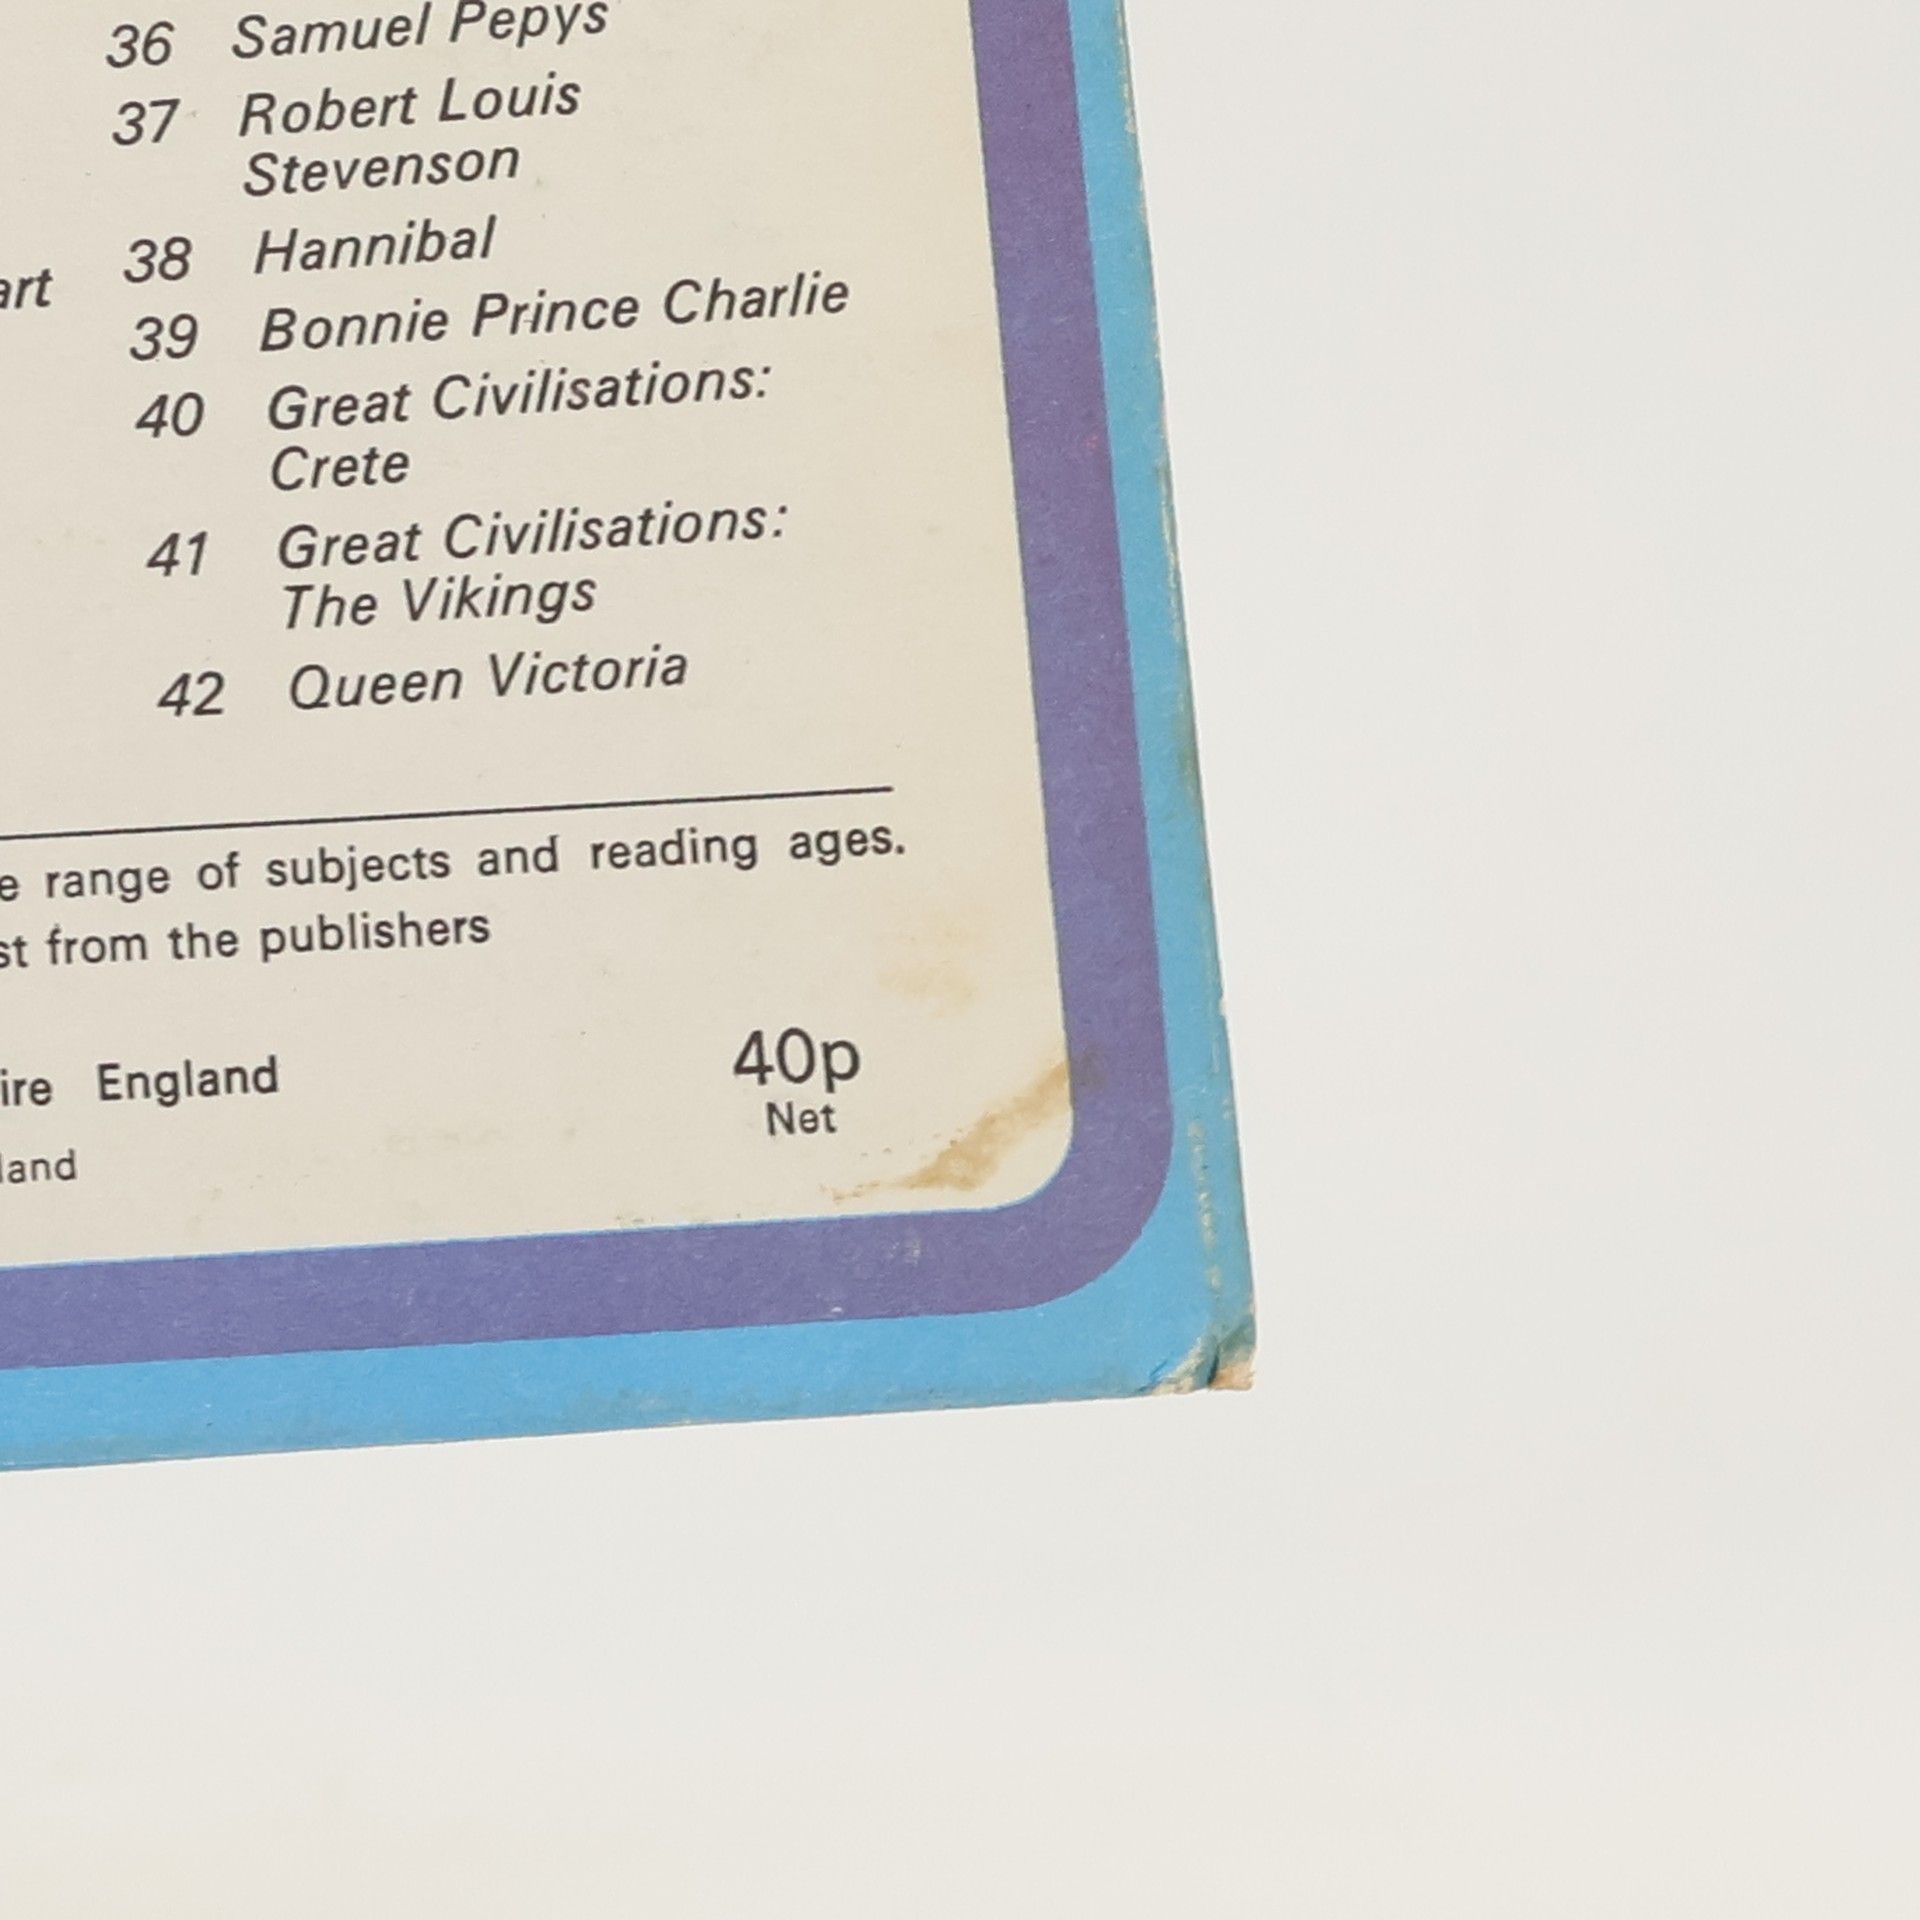 36 Samuel Pepys
37 Robert Louis
Stevenson
38 Hannibal
39 Bonnie Prince Charlie
40 Great Civilisations:
Crete
41 Great Civilisations:
The Vikings
42 Queen Victoria
range of subjects and reading ages.
from the publishers
England
40p
Net